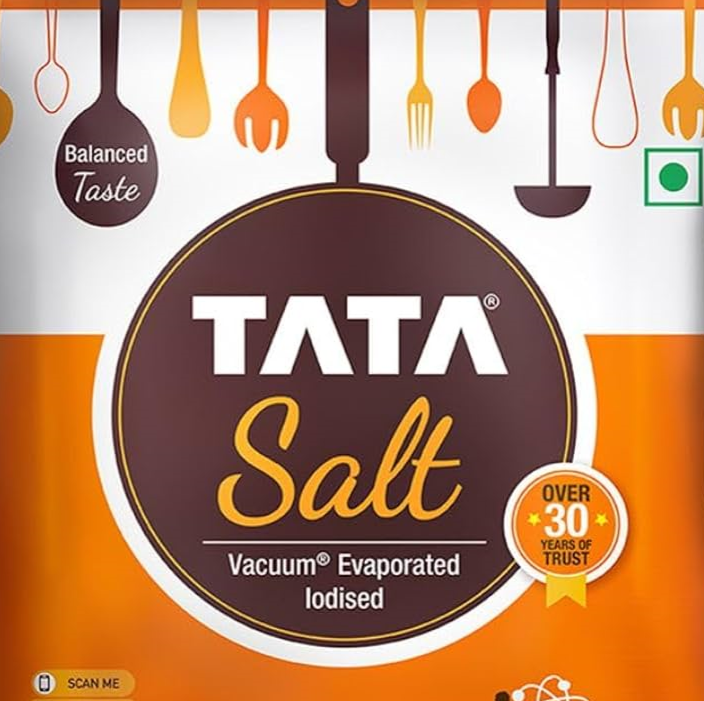 Balanced
Taste
TATA®
Salt
Vacuum® Evaporated
Iodised
OVER
30
YEARS OF
TRUST
SCAN ME